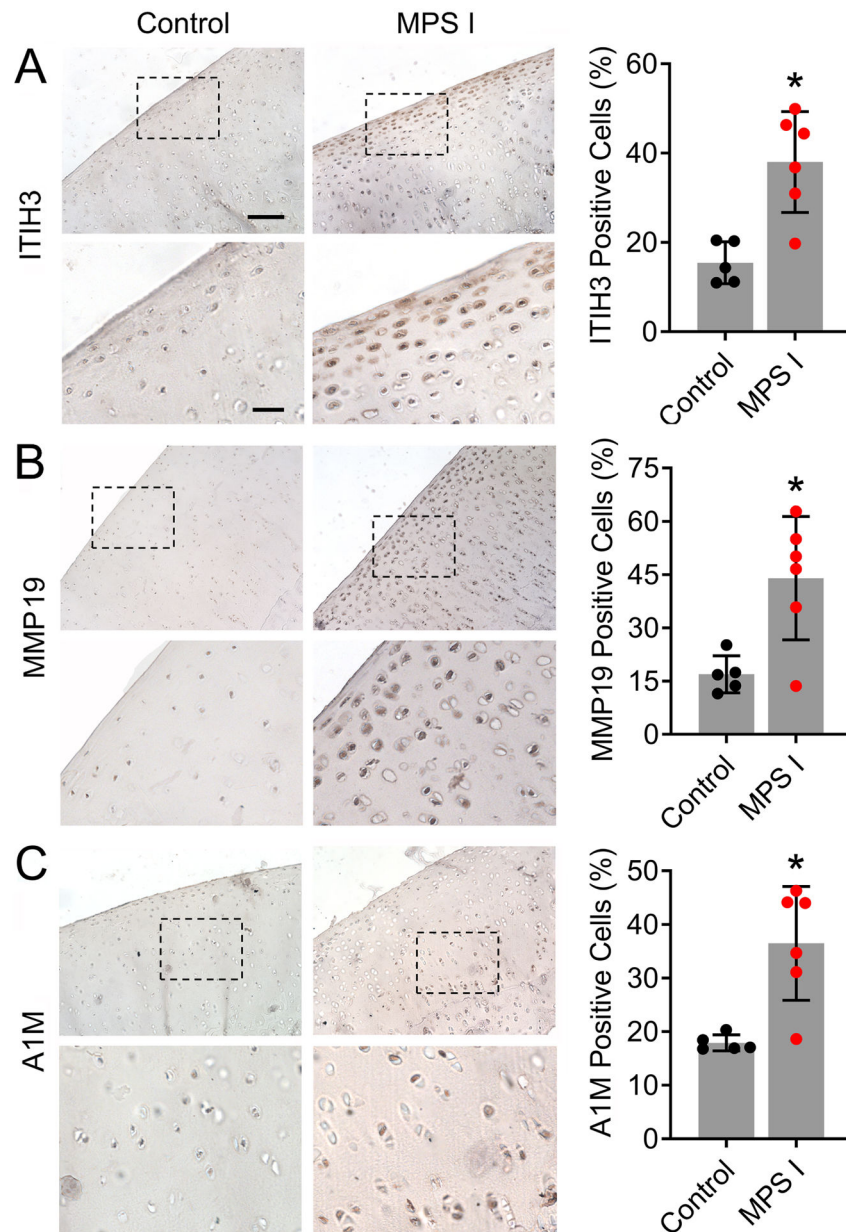 Control
MPS I
A
ITIH3
ITIH3 Positive Cells (%)
60
40
20
0
*
Control
MPS I
B
MMP19
MMP19 Positive Cells (%)
75
60
45
30
15
0
*
Control
MPS I
C
A1M
A1M Positive Cells (%)
50
40
30
20
10
0
*
Control
MPS I